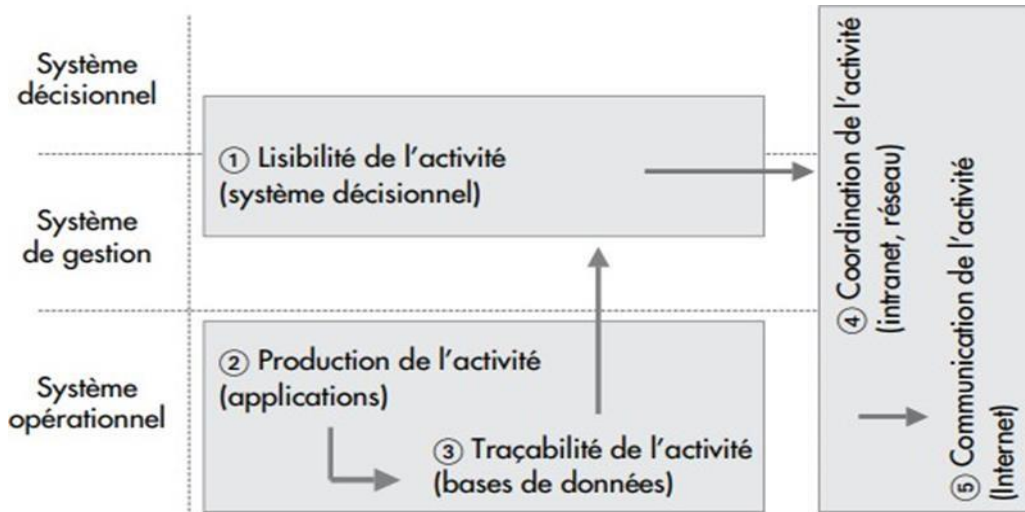 Système
décisionnel
① Lisibilité de l'activité
(système décisionnel)
Système
de gestion
② Production de l'activité
(applications)
Système
opérationnel
③ Traçabilité de l'activité
(bases de données)
④ Coordination de l'activité
(intranet, réseau)
⑤ Communication de l'activité
(Internet)